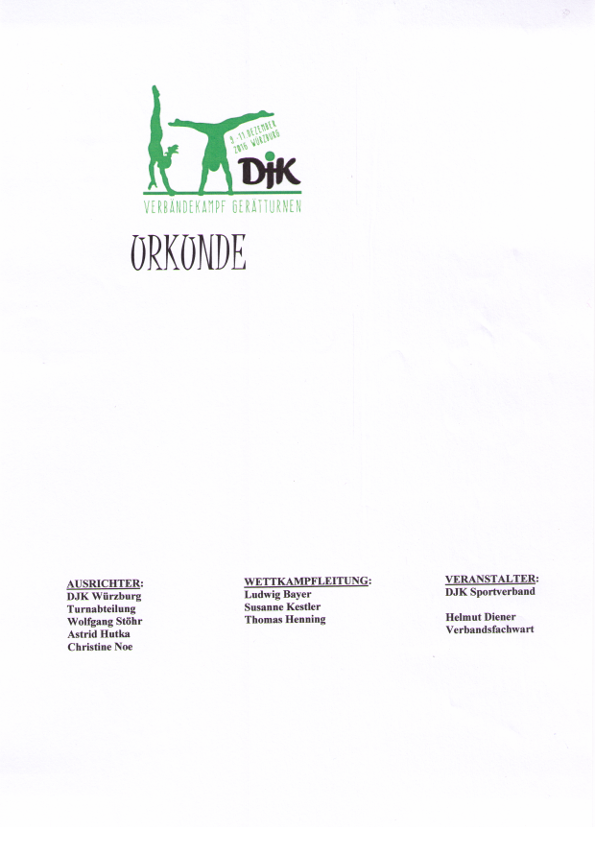 9.-11.DEZEMBER
2016 WÜRZBURG
DJK
VERBÄNDEKAMPF GERÄTTURNEN
URKUNDE
AUSRICHTER:
DJK Würzburg
Turnabteilung
Wolfgang Stöhr
Astrid Hutka
Christine Noe
WETTKAMPFLEITUNG:
Ludwig Bayer
Susanne Kestler
Thomas Henning
VERANSTALTER:
DJK Sportverband
Helmut Diener
Verbandsfachwart